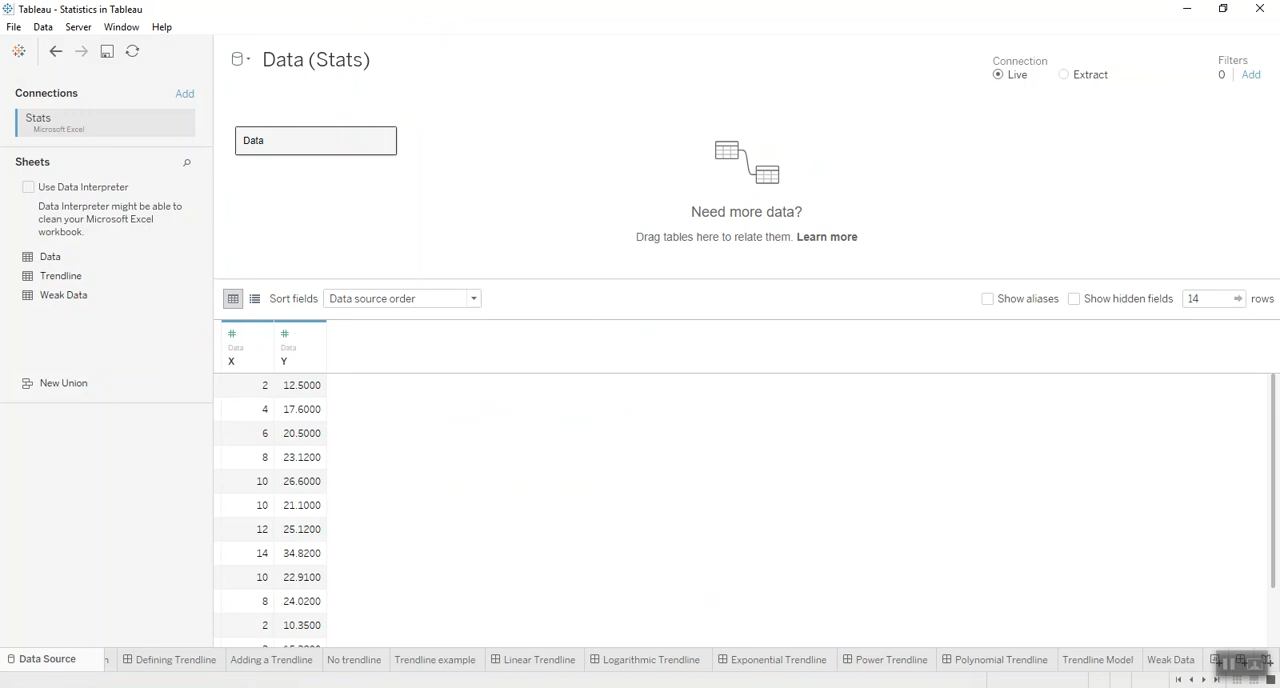 Tableau - Statistics in Tableau
File Data Server Window Help
Data (Stats)
Connection
Live
Extract
Filters
0
Add
Connections
Add
Stats
Microsoft Excel
Sheets
Use Data Interpreter
Data Interpreter might be able to
clean your Microsoft Excel
workbook.
Data
Trendline
Weak Data
New Union
Data
Need more data?
Drag tables here to relate them. Learn more
Sort fields
Data source order
Show aliases
Show hidden fields
14
rows
Data Data
X Y
2 12.5000
4 17.6000
6 20.5000
8 23.1200
10 26.6000
10 21.1000
12 25.1200
14 34.8200
10 22.9100
8 24.0200
2 10.3500
Data Source
Defining Trendline
Adding a Trendline
No trendline
Trendline example
Linear Trendline
Logarithmic Trendline
Exponential Trendline
Power Trendline
Polynomial Trendline
Trendline Model
Weak Data